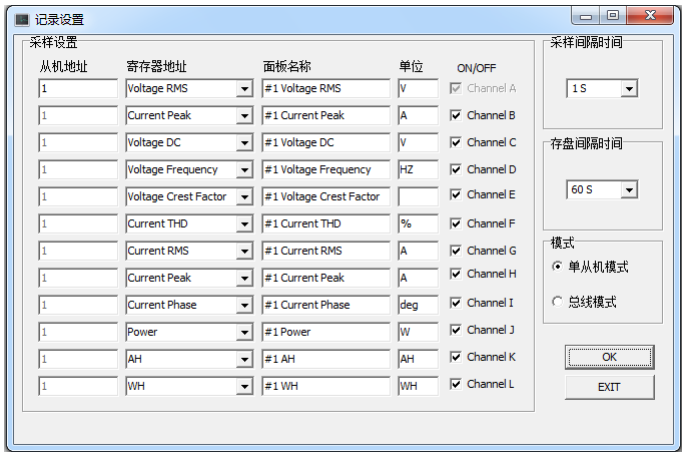 记录设置
采样设置
从机地址 寄存器地址 面板名称 单位 ON/OFF
1 Voltage RMS #1 Voltage RMS V Channel A
1 Current Peak #1 Current Peak A Channel B
1 Voltage DC #1 Voltage DC V Channel C
1 Voltage Frequency #1 Voltage Frequency HZ Channel D
1 Voltage Crest Factor #1 Voltage Crest Factor Channel E
1 Current THD #1 Current THD % Channel F
1 Current RMS #1 Current RMS A Channel G
1 Current Peak #1 Current Peak A Channel H
1 Current Phase #1 Current Phase deg Channel I
1 Power #1 Power W Channel J
1 AH #1 AH AH Channel K
1 WH #1 WH WH Channel L
采样间隔时间
1 S
存盘间隔时间
60 S
模式
单从机模式
总线模式
OK
EXIT